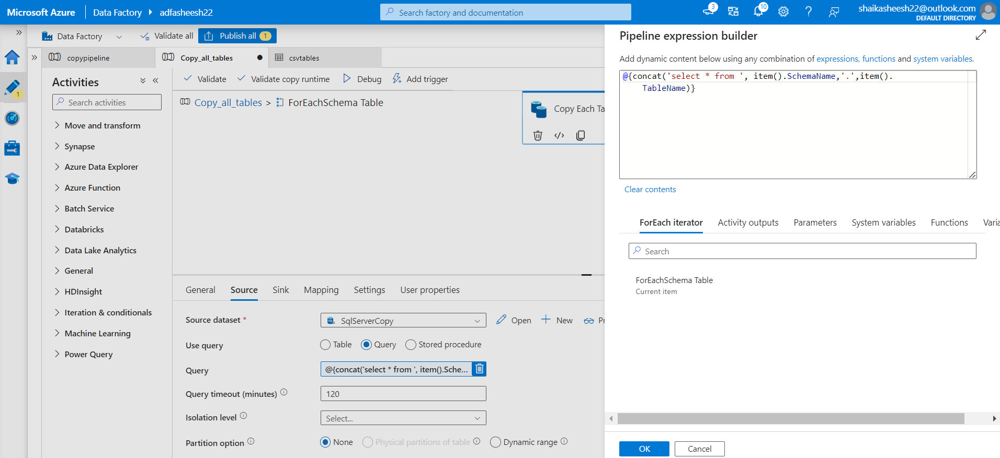 Microsoft Azure
Data Factory
adfasheesh22
Search factory and documentation
3
10
shaikasheesh22@outlook.com
DEFAULT DIRECTORY
Data Factory
Validate all
Publish all
1
copypipeline
Copy_all_tables
csvtables
1
Activities
Search activities
Move and transform
Synapse
Azure Data Explorer
Azure Function
Batch Service
Databricks
Data Lake Analytics
General
HDInsight
Iteration & conditionals
Machine Learning
Power Query
Validate
Validate copy runtime
Debug
Add trigger
Copy_all_tables > ForEachSchema Table
Copy Each Ta
General
Source
Sink
Mapping
Settings
User properties
Source dataset *
SqlServerCopy
Open
New
Pr
Use query
Table
Query
Stored procedure
Query
@{concat('select * from ', item().Sche...
Query timeout (minutes)
120
Isolation level
Select...
Partition option
None
Physical partitions of table
Dynamic range
Pipeline expression builder
Add dynamic content below using any combination of expressions, functions and system variables.
@{concat('select * from ', item().SchemaName,'.',item().
TableName)}
Clear contents
ForEach iterator
Activity outputs
Parameters
System variables
Functions
Varia
Search
ForEachSchema Table
Current item
OK
Cancel